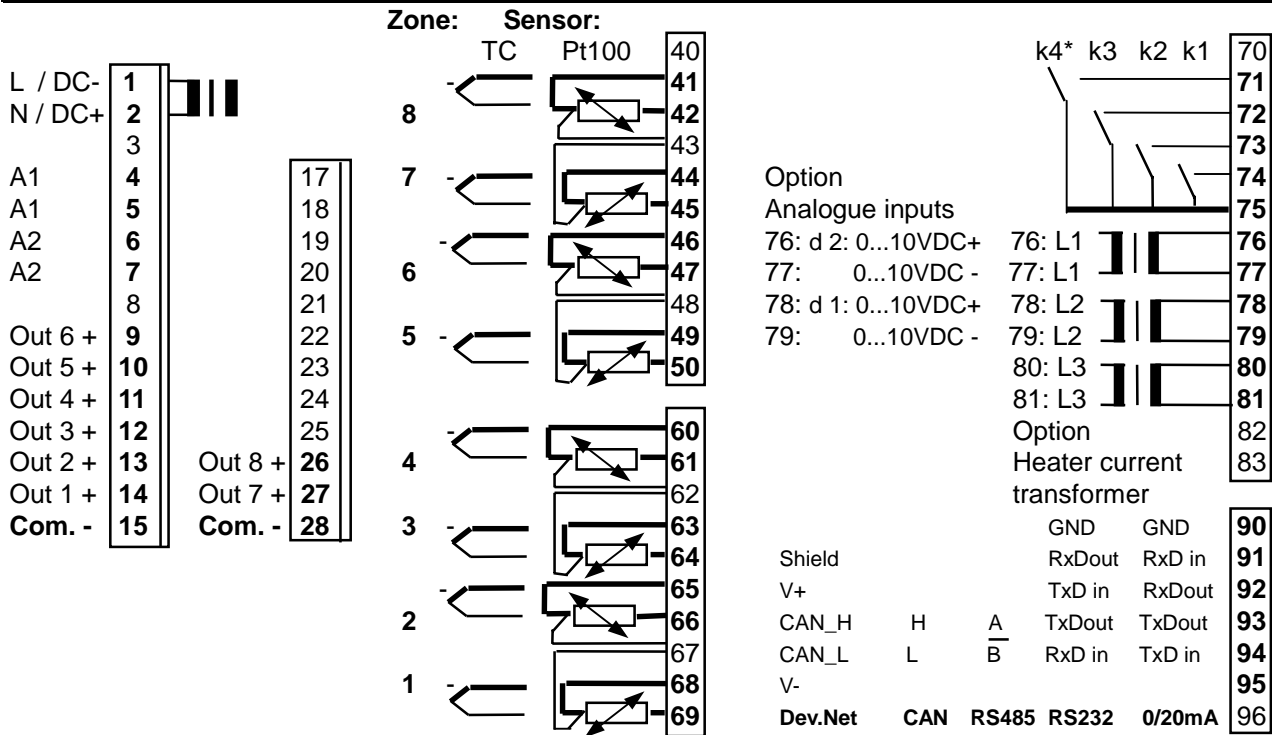 Zone: Sensor:
TC Pt100 40
k4* k3 k2 k1 70
L / DC- 1
N / DC+ 2
3
A1 4
A1 5
A2 6
A2 7
8
Out 6 + 9
Out 5 + 10
Out 4 + 11
Out 3 + 12
Out 2 + 13
Out 1 + 14
Com. - 15
17
18
19
20
21
22
23
24
25
Out 8 + 26
Out 7 + 27
Com. - 28
- 41
8 42
43
7 - 44
45
- 46
6 47
48
5 - 49
50
- 60
4 61
62
3 - 63
64
- 65
2 66
67
1 - 68
69
71
72
73
74
75
Option
Analogue inputs
76: d 2: 0...10VDC+
77: 0...10VDC -
78: d 1: 0...10VDC+
79: 0...10VDC -
76: L1 76
77: L1 77
78: L2 78
79: L2 79
80: L3 80
81: L3 81
Option 82
Heater current 83
transformer
GND GND 90
Shield RxDout RxD in 91
V+ TxD in RxDout 92
CAN_H H A TxDout TxDout 93
CAN_L L B RxD in TxD in 94
V- 95
Dev.Net CAN RS485 RS232 0/20mA 96